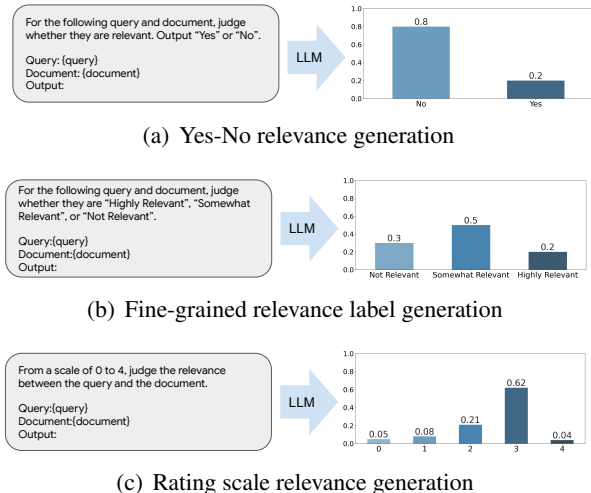 For the following query and document, judge
whether they are relevant. Output “Yes” or “No”.
Query: {query}
Document: {document}
Output:
LLM
1.0
0.8
0.6
0.4
0.2
0.0
0.8
0.2
No Yes
(a) Yes-No relevance generation
For the following query and document, judge
whether they are “Highly Relevant”, “Somewhat
Relevant”, or “Not Relevant”.
Query:{query}
Document:{document}
Output:
LLM
1.0
0.8
0.6
0.4
0.2
0.0
0.3
0.5
0.2
Not Relevant Somewhat Relevant Highly Relevant
(b) Fine-grained relevance label generation
From a scale of 0 to 4, judge the relevance
between the query and the document.
Query:{query}
Document:{document}
Output:
LLM
1.0
0.8
0.6
0.4
0.2
0.0
0.05
0.08
0.21
0.62
0.04
0 1 2 3 4
(c) Rating scale relevance generation